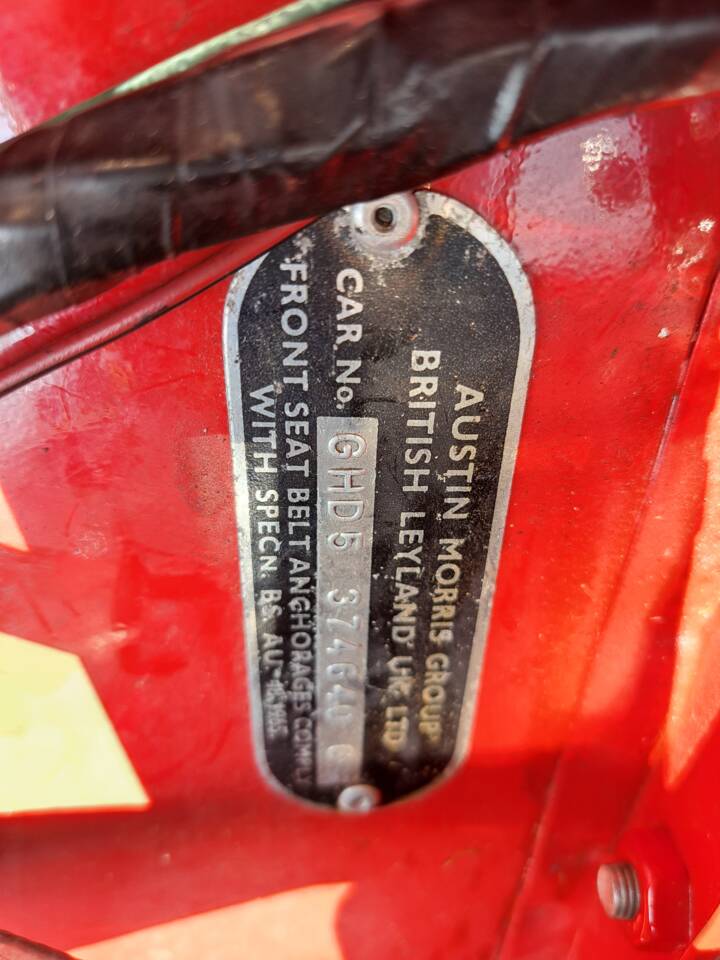 AUSTIN MORRIS GROUP
BRITISH LEYLAND UK LTD
CAR No. GHD5 374640 G
FRONT SEAT BELT ANCHORAGES COMPLY
WITH SPECN. BS. AU